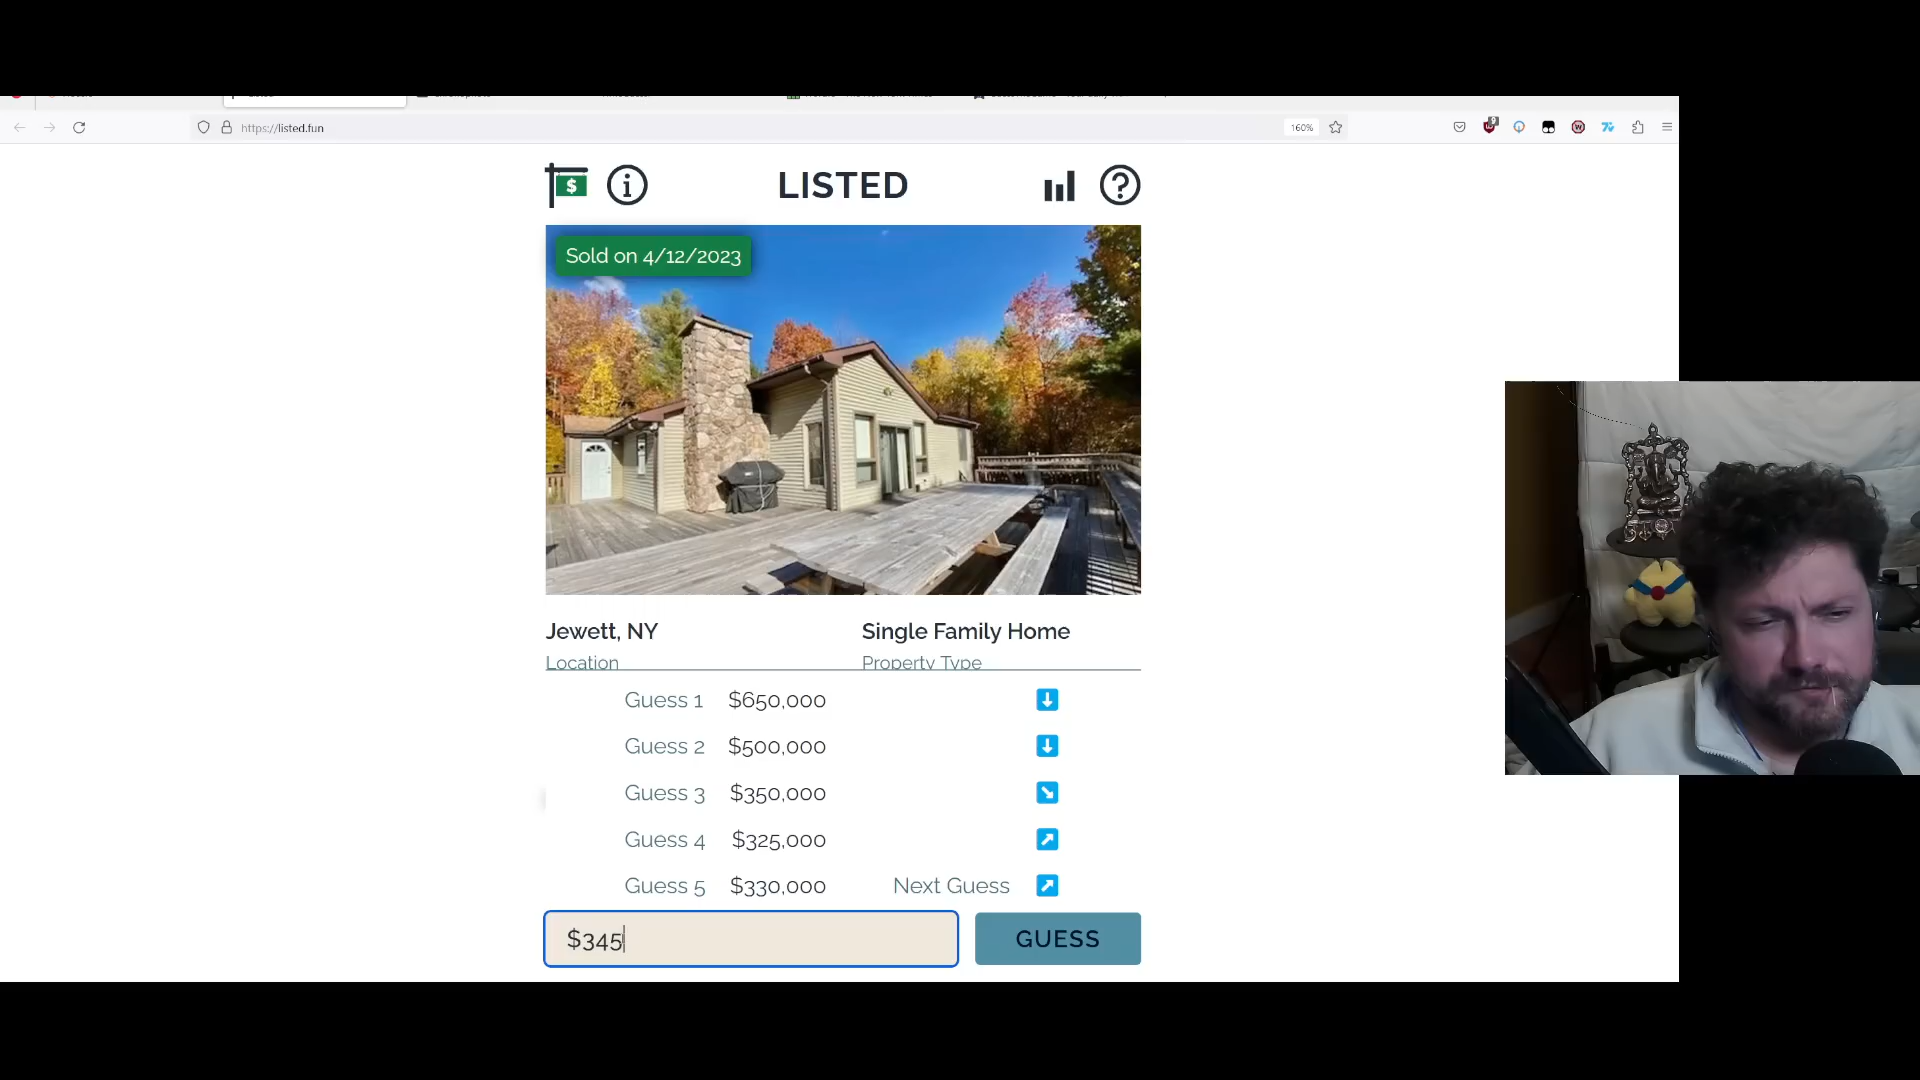 https://listed.fun
160%
LISTED
Sold on 4/12/2023
Jewett, NY
Single Family Home
Location
Property Type
Guess 1 $650,000
Guess 2 $500,000
Guess 3 $350,000
Guess 4 $325,000
Guess 5 $330,000 Next Guess
$345
GUESS